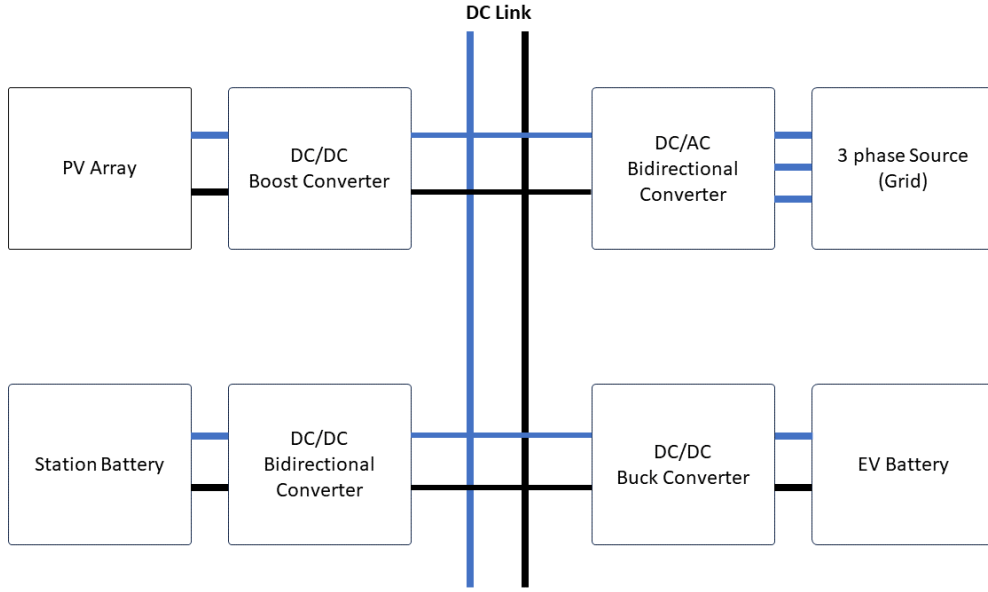 DC Link
PV Array
DC/DC
Boost Converter
DC/AC
Bidirectional
Converter
3 phase Source
(Grid)
Station Battery
DC/DC
Bidirectional
Converter
DC/DC
Buck Converter
EV Battery